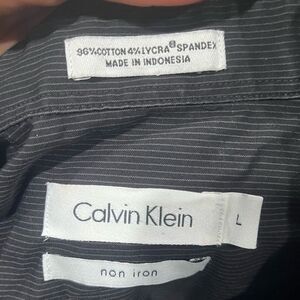 96%COTTON 4%LYCRA® SPANDEX
MADE IN INDONESIA
Calvin Klein
L
non iron